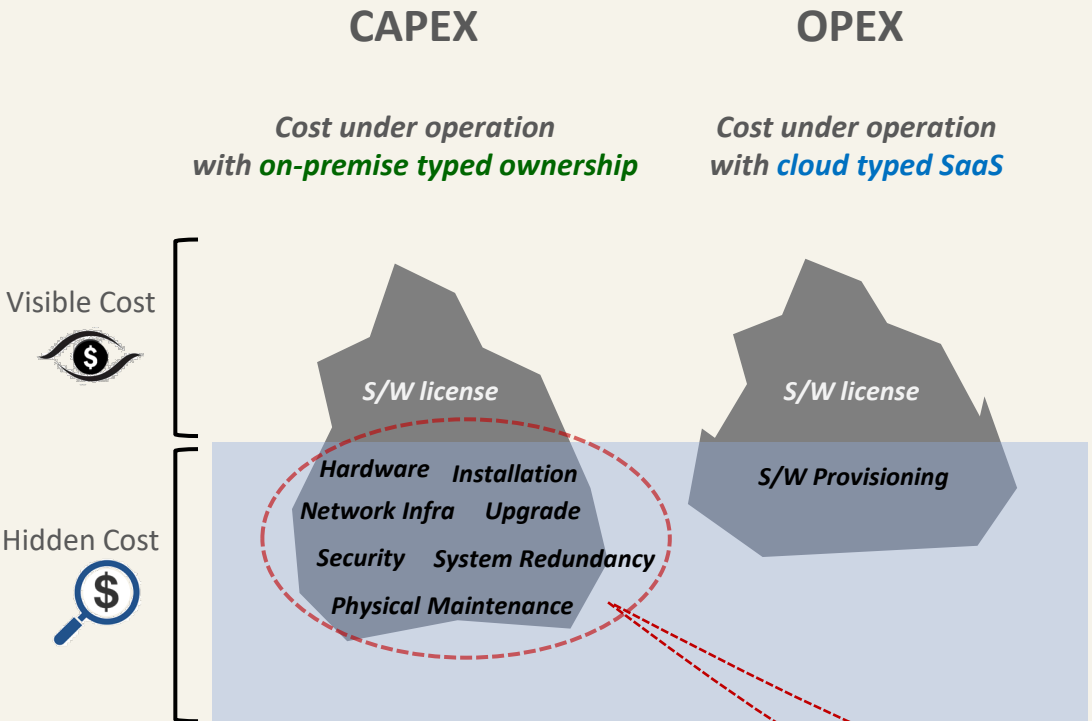 CAPEX
OPEX
Cost under operation
with on-premise typed ownership
Cost under operation
with cloud typed SaaS
Visible Cost
$
S/W license
S/W license
Hardware
Installation
S/W Provisioning
Network Infra
Upgrade
Hidden Cost
$
Security
System Redundancy
Physical Maintenance